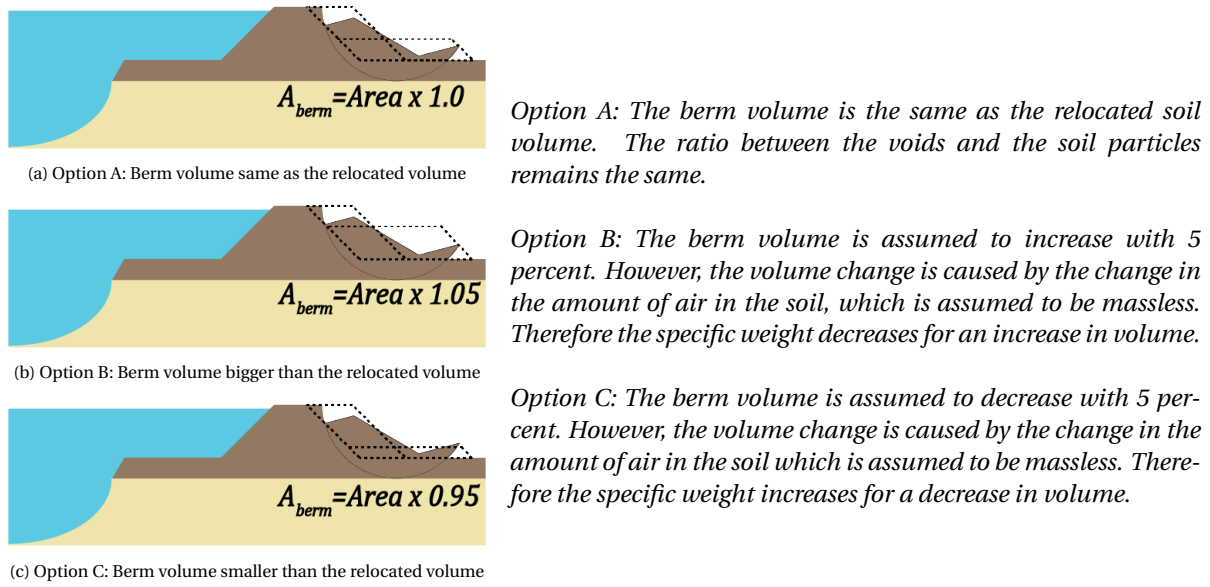 A_berm=Area x 1.0
(a) Option A: Berm volume same as the relocated volume
A_berm=Area x 1.05
(b) Option B: Berm volume bigger than the relocated volume
A_berm=Area x 0.95
(c) Option C: Berm volume smaller than the relocated volume
Option A: The berm volume is the same as the relocated soil
volume. The ratio between the voids and the soil particles
remains the same.
Option B: The berm volume is assumed to increase with 5
percent. However, the volume change is caused by the change in
the amount of air in the soil, which is assumed to be massless.
Therefore the specific weight decreases for an increase in volume.
Option C: The berm volume is assumed to decrease with 5 per-
cent. However, the volume change is caused by the change in the
amount of air in the soil which is assumed to be massless. There-
fore the specific weight increases for a decrease in volume.